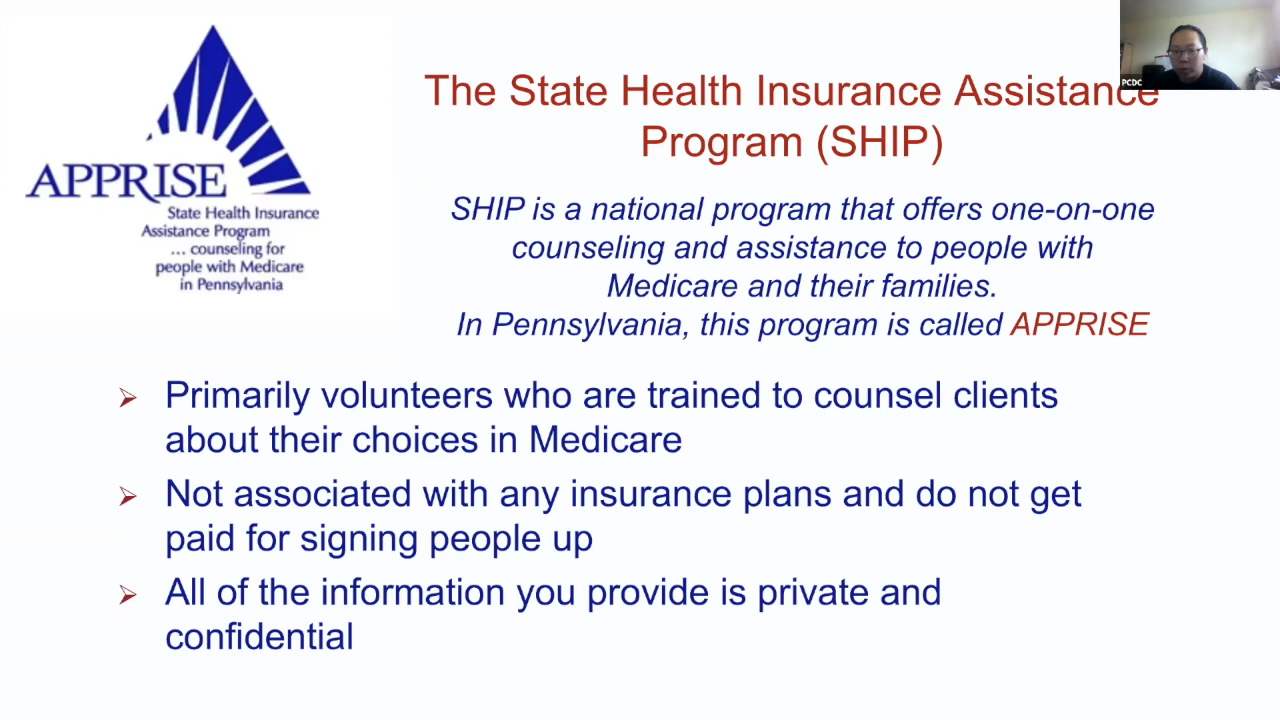 APPRISE
State Health Insurance
Assistance Program
... counseling for
people with Medicare
in Pennsylvania
PCDC
The State Health Insurance Assistance
Program (SHIP)
SHIP is a national program that offers one-on-one
counseling and assistance to people with
Medicare and their families.
In Pennsylvania, this program is called APPRISE
Primarily volunteers who are trained to counsel clients
about their choices in Medicare
Not associated with any insurance plans and do not get
paid for signing people up
All of the information you provide is private and
confidential